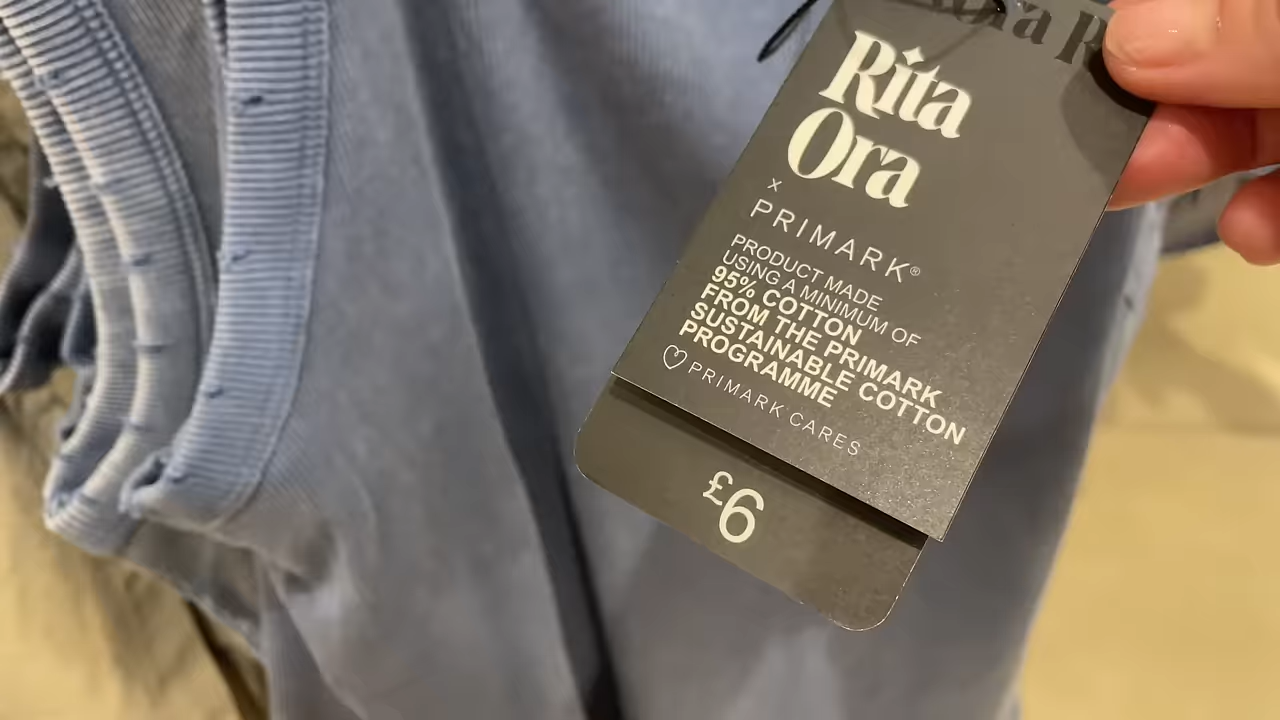 Rita
Ora
x
PRIMARK®
PRODUCT MADE
USING A MINIMUM OF
95% COTTON
FROM THE PRIMARK
SUSTAINABLE COTTON
PROGRAMME
PRIMARK CARES
£6